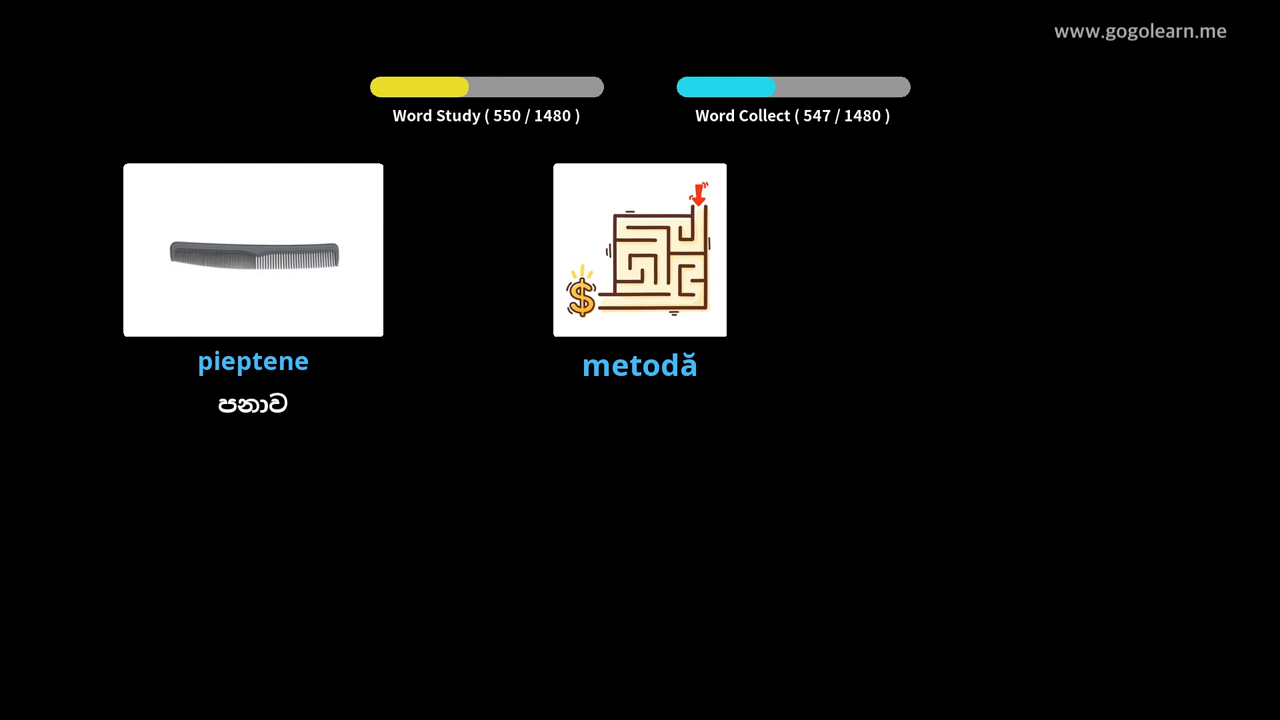 www.gogolearn.me
Word Study ( 550 / 1480 )
Word Collect ( 547 / 1480 )
$
pieptene
metodă
පනාව